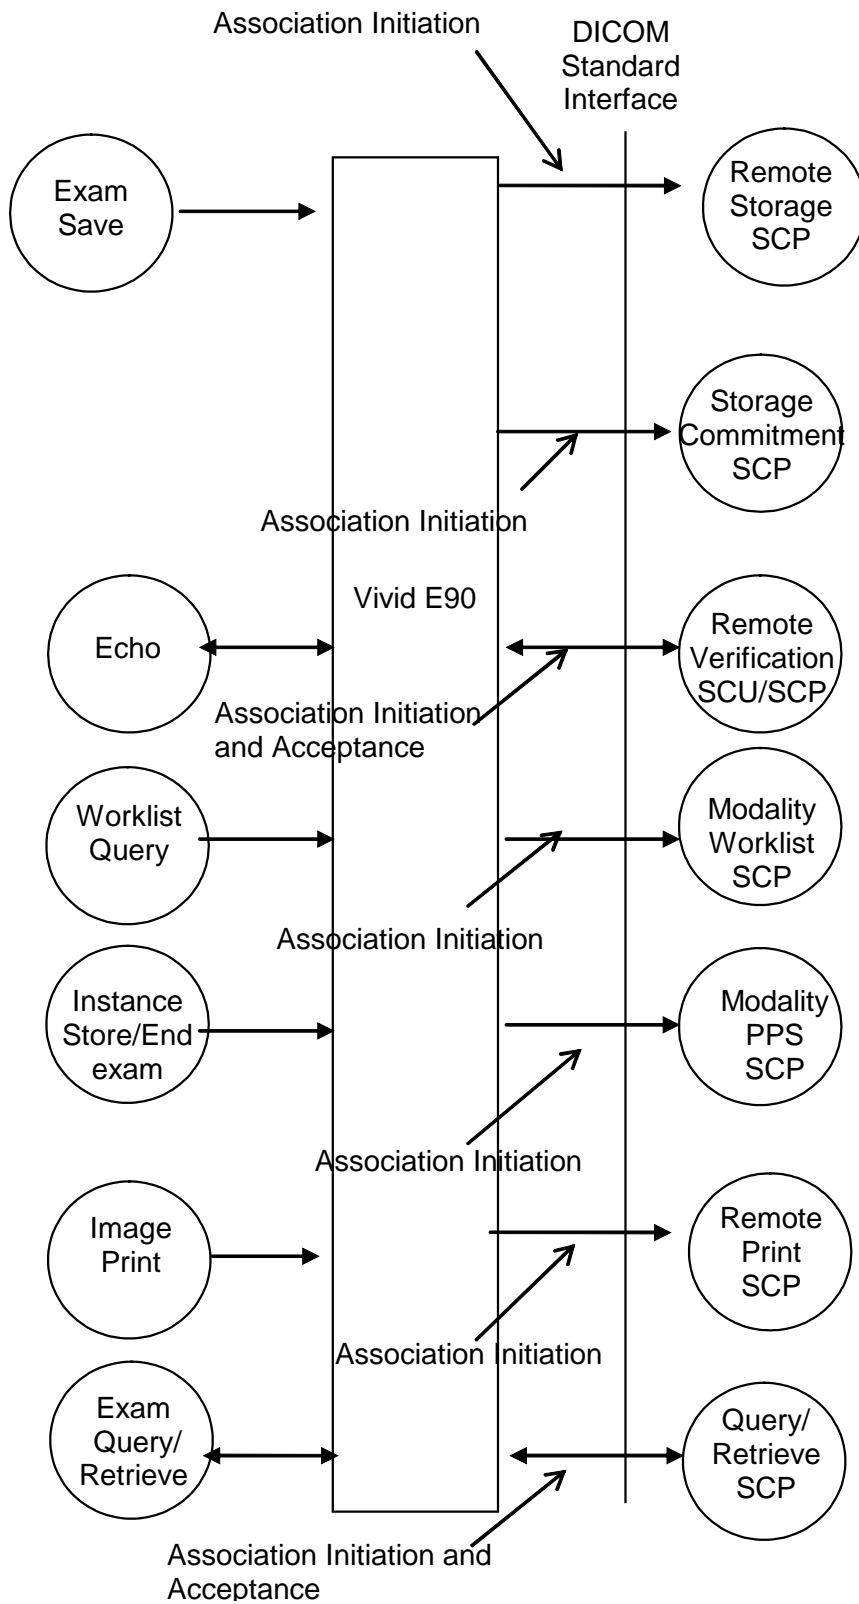 Association Initiation
DICOM
Standard
Interface
Exam
Save
Remote
Storage
SCP
Storage
Commitment
SCP
Association Initiation
Vivid E90
Echo
Remote
Verification
SCU/SCP
Association Initiation
and Acceptance
Worklist
Query
Modality
Worklist
SCP
Association Initiation
Instance
Store/End
exam
Modality
PPS
SCP
Association Initiation
Image
Print
Remote
Print
SCP
Association Initiation
Exam
Query/
Retrieve
Query/
Retrieve
SCP
Association Initiation and
Acceptance